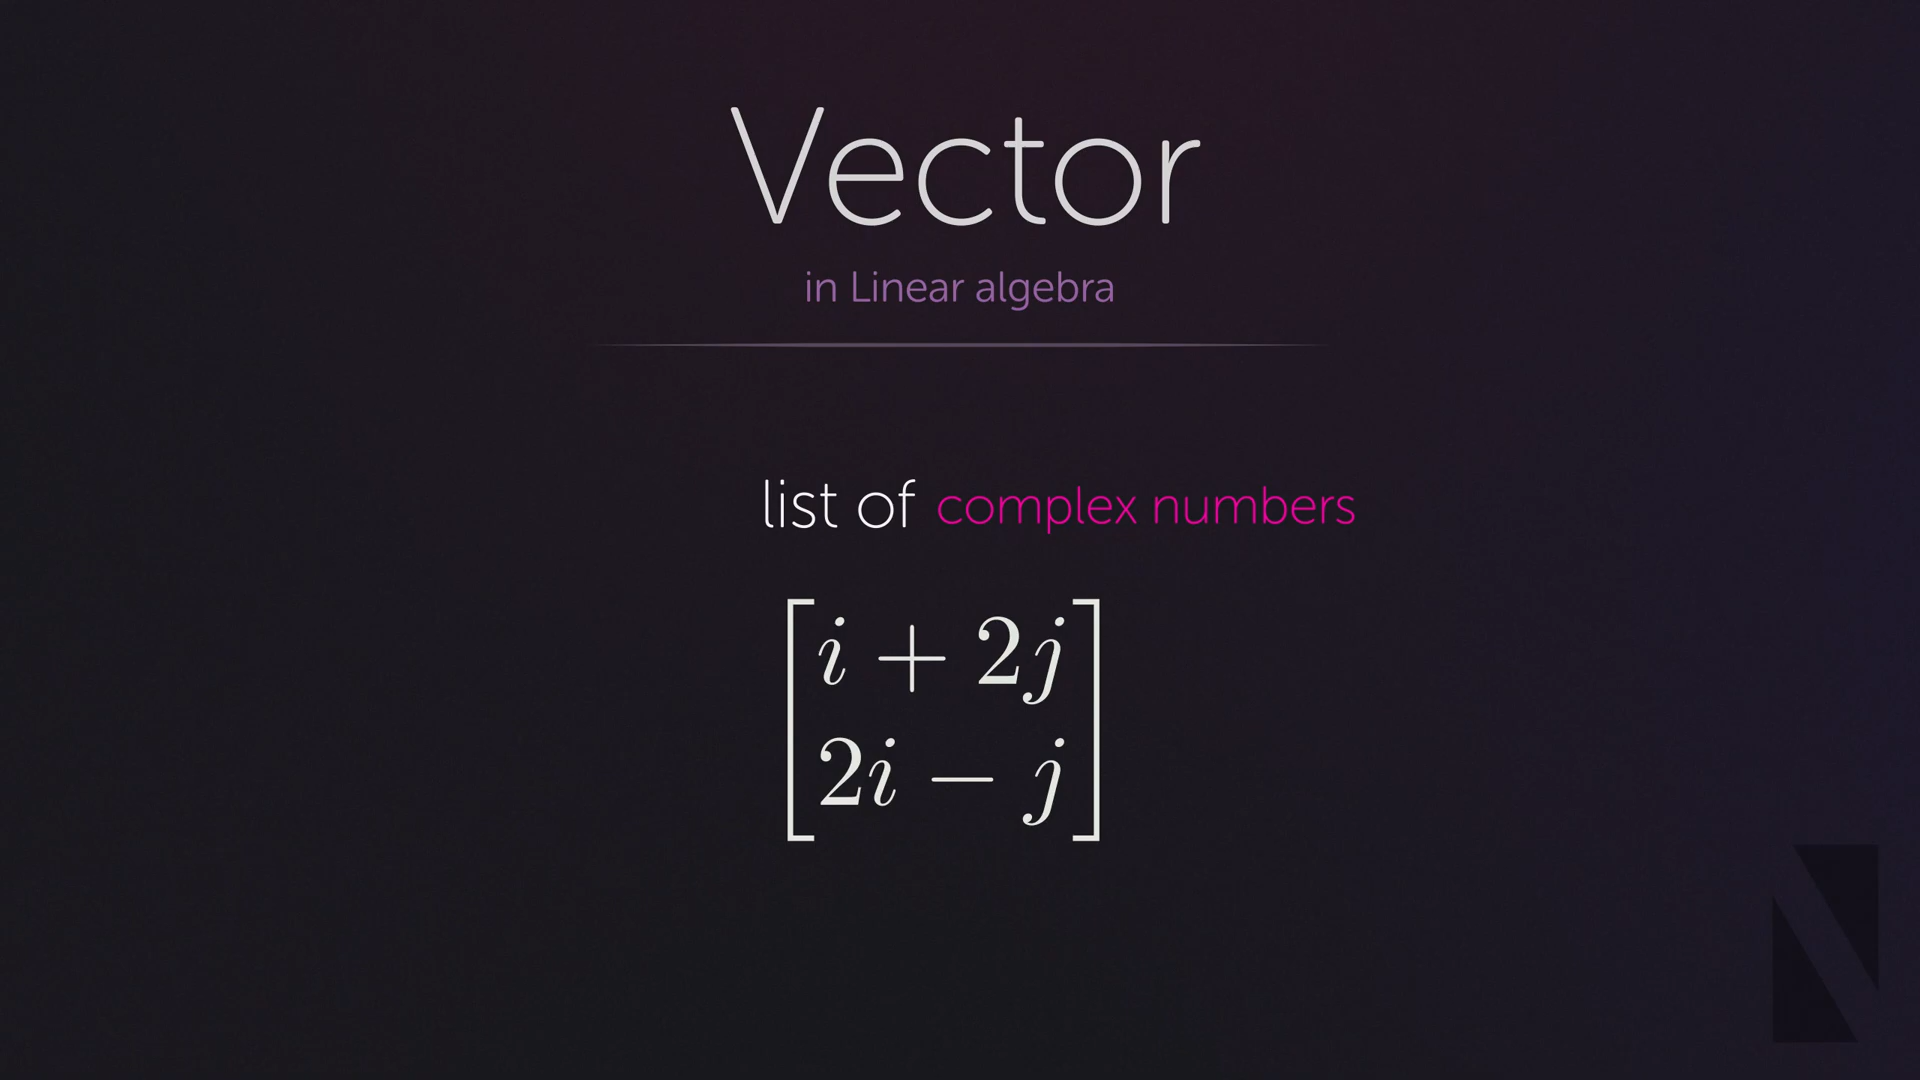 Vector
in Linear algebra
list of complex numbers
i + 2j
2i − j